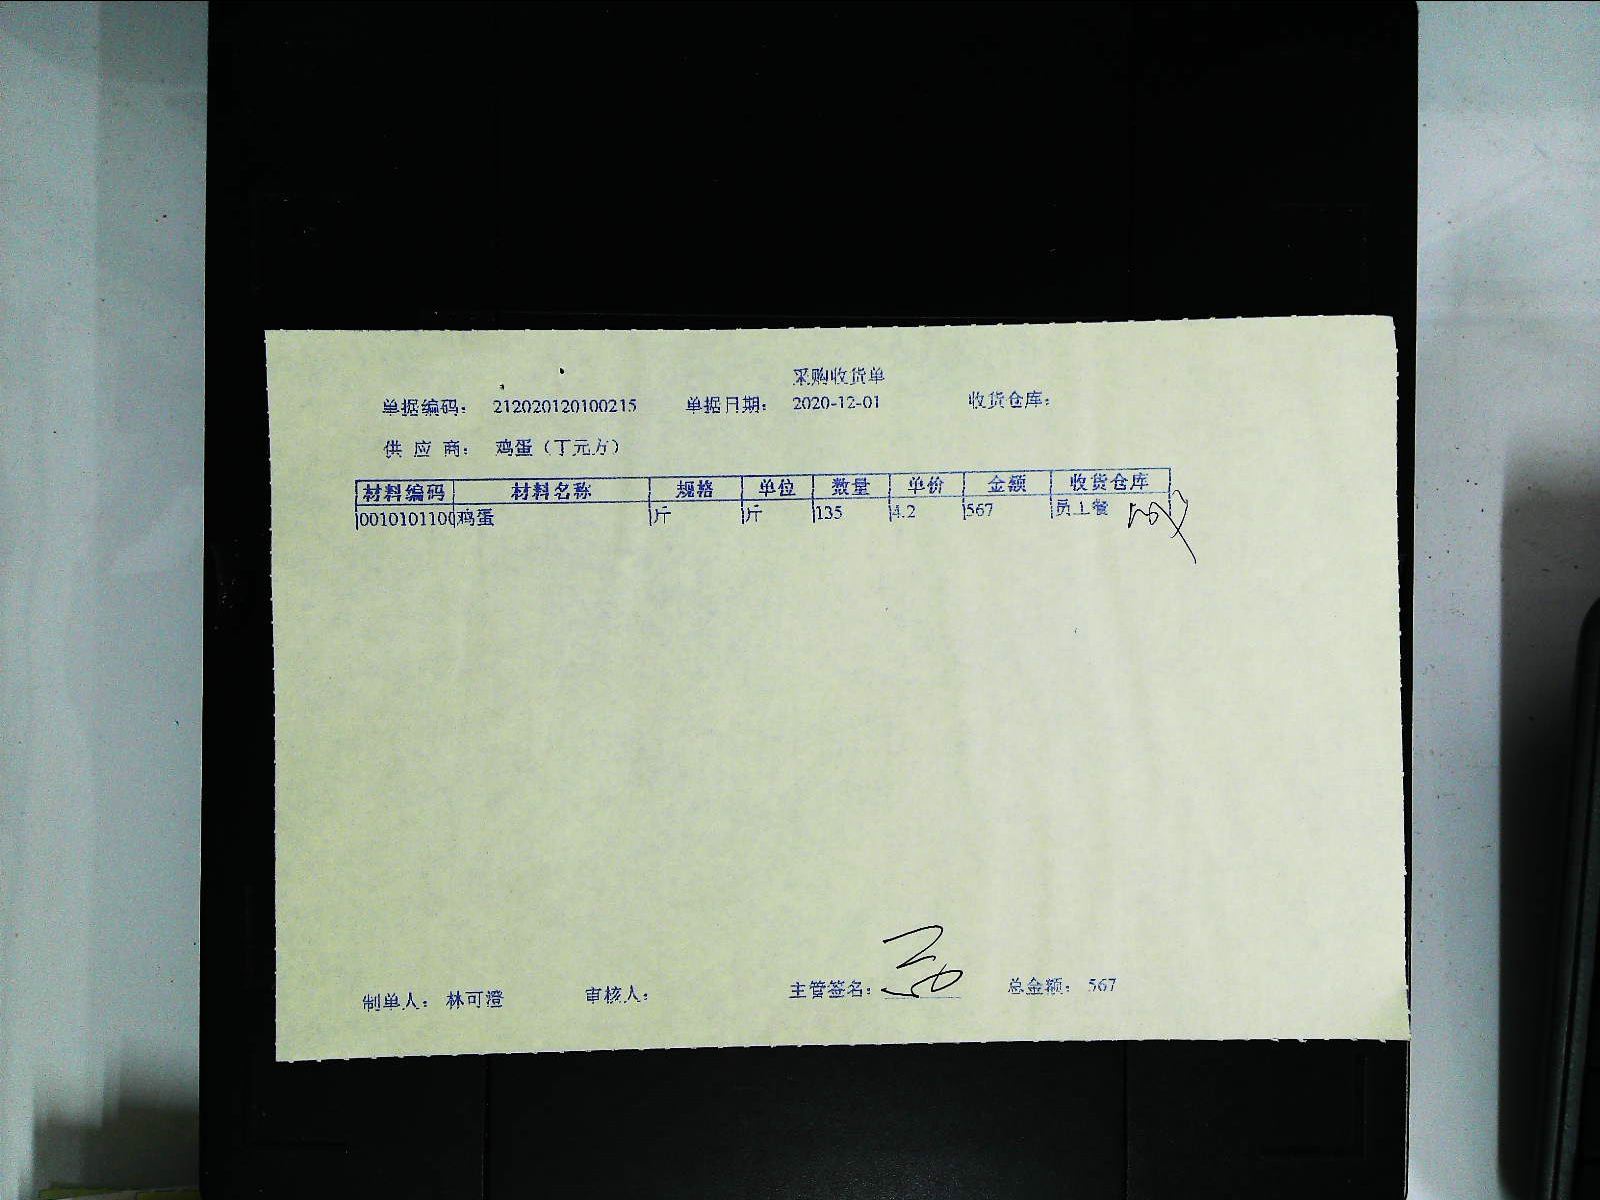 采购收货单
单据编码： 212020120100215 单据日期： 2020-12-01 收货仓库：
供 应 商： 鸡蛋（丁元方）
材料编码 材料名称 规格 单位 数量 单价 金额 收货仓库
0010101100 鸡蛋 斤 斤 135 4.2 567 员工餐
制单人： 林可澄 审核人： 主管签名： 总金额： 567